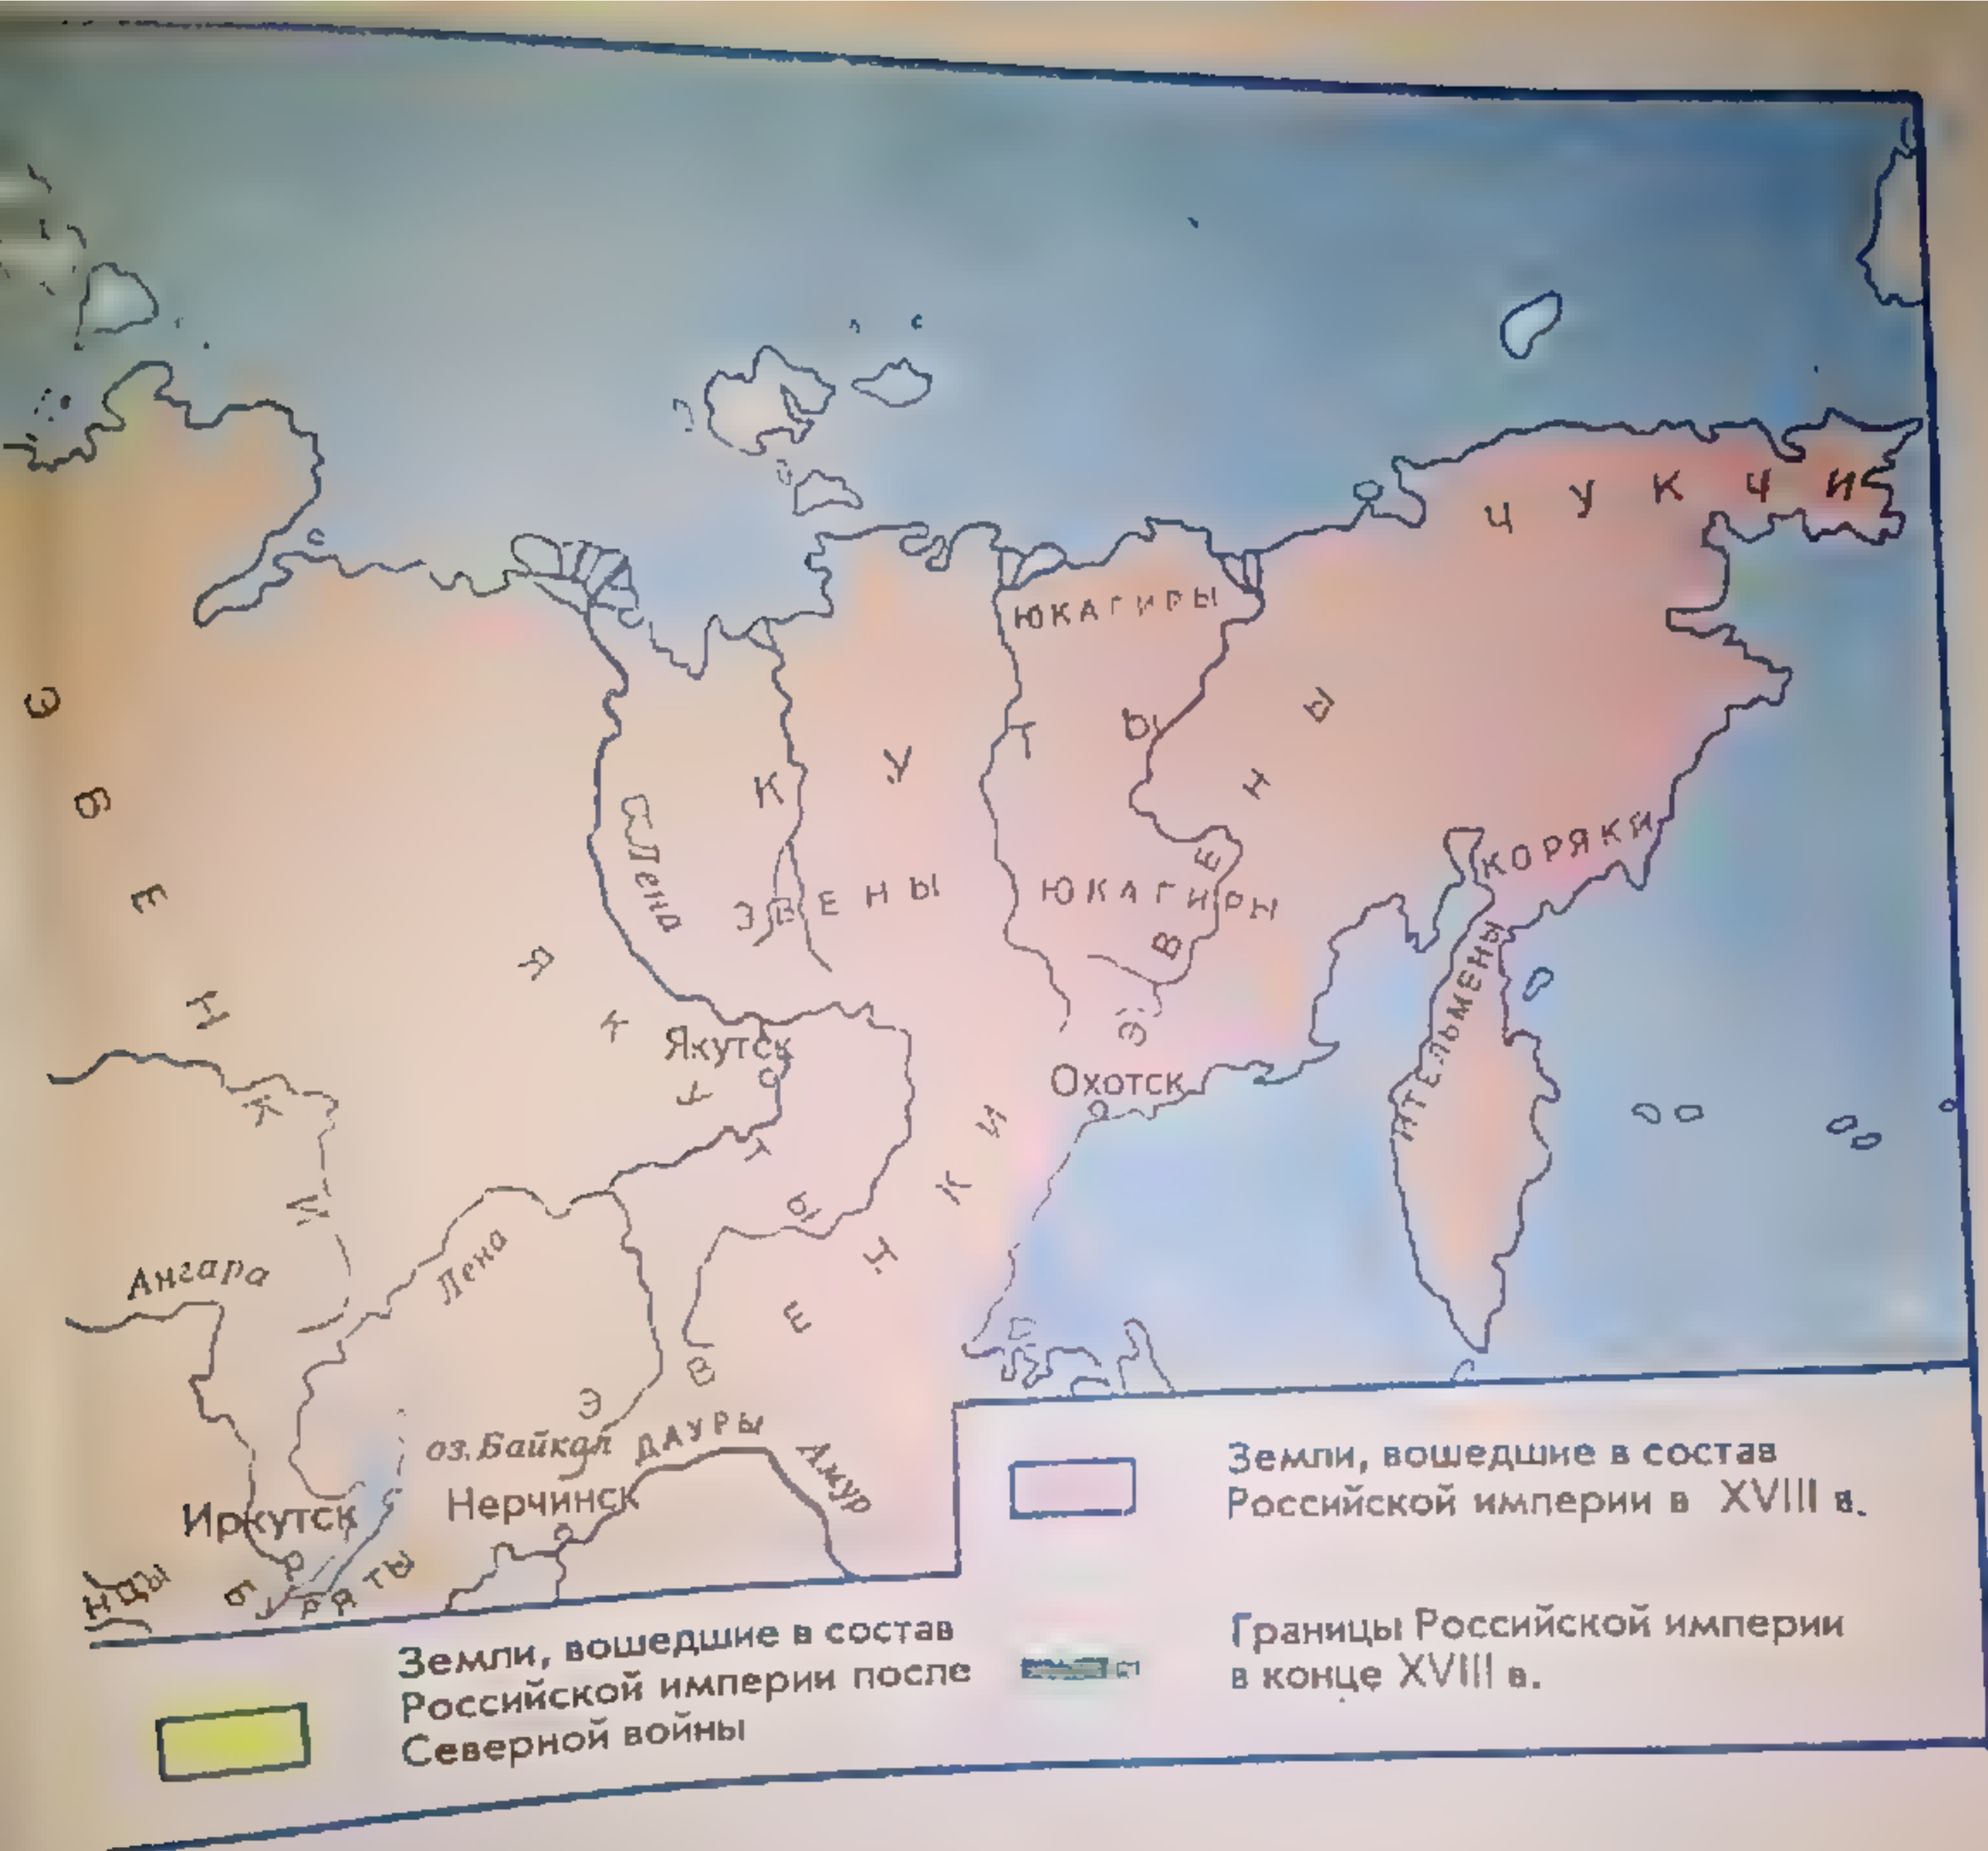 ЧУКЧИ
ЮКАГИРЫ
ЭВЕНКИ
ЯКУТЫ
р. Лена
ЭВЕНЫ
ЮКАГИРЫ
ЭВЕНЫ
КОРЯКИ
ИТЕЛЬМЕНЫ
Якутск
Охотск
ЯКУТЫ
ЭВЕНКИ
Ангара
Лена
оз. Байкал
ДАУРЫ
Амур
Иркутск
Нерчинск
БУРЯТЫ
Земли, вошедшие в состав
Российской империи в XVIII в.
Границы Российской империи
в конце XVIII в.
Земли, вошедшие в состав
Российской империи после
Северной войны